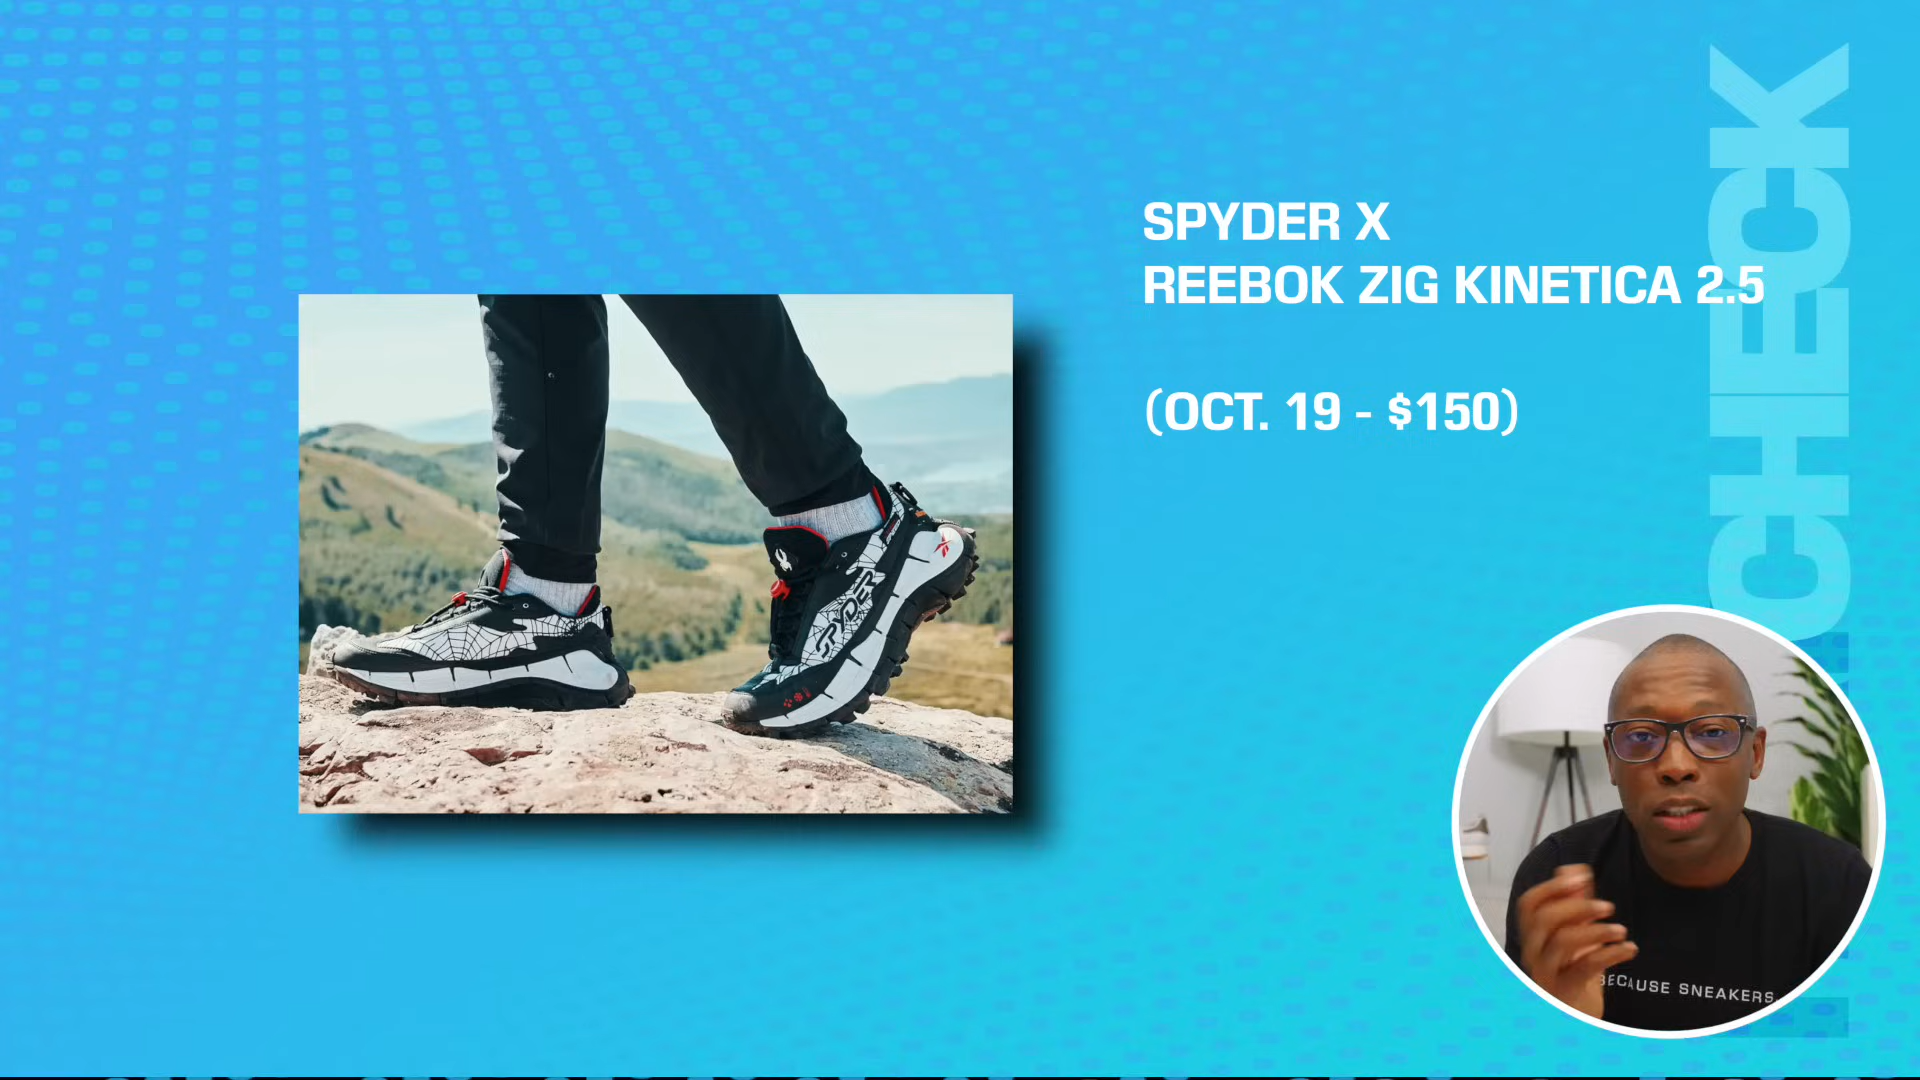 SPYDER X
REEBOK ZIG KINETICA 2.5
(OCT. 19 - $150)
CHECK
SPYDER
BECAUSE SNEAKERS.